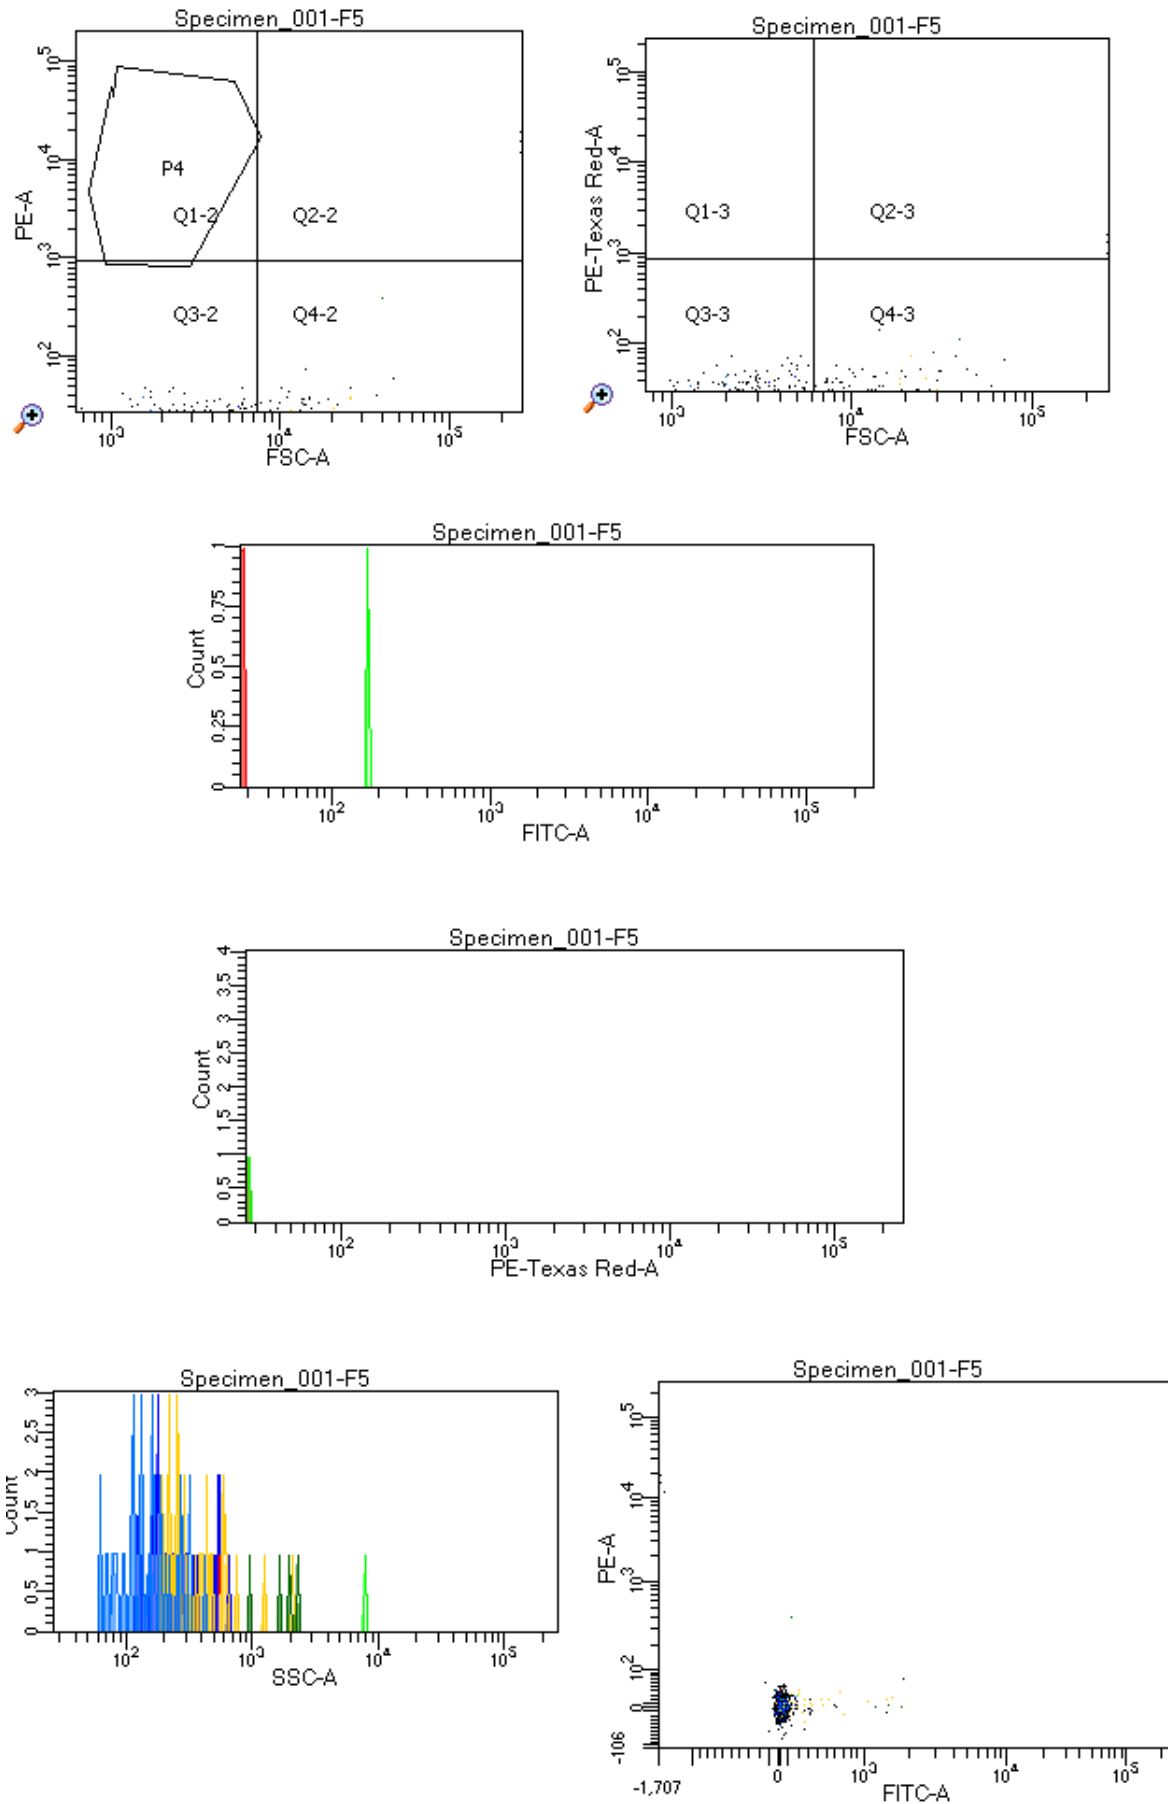 Specimen_001-F5
PE-A
10^5
10^4
10^3
10^2
P4
Q1-2
Q2-2
Q3-2
Q4-2
10^3 10^4 10^5
FSC-A
Specimen_001-F5
PE-Texas Red-A
10^5
10^4
10^3
10^2
Q1-3
Q2-3
Q3-3
Q4-3
10^3 10^4 10^5
FSC-A
Specimen_001-F5
Count
1
0.75
0.5
0.25
0
10^2 10^3 10^4 10^5
FITC-A
Specimen_001-F5
Count
4
3.5
3
2.5
2
1.5
1
0.5
0
10^2 10^3 10^4 10^5
PE-Texas Red-A
Specimen_001-F5
Count
3
2.5
2
1.5
1
0.5
0
10^2 10^3 10^4 10^5
SSC-A
Specimen_001-F5
PE-A
10^5
10^4
10^3
10^2
0
-106
-1,707 0 10^3 10^4 10^5
FITC-A